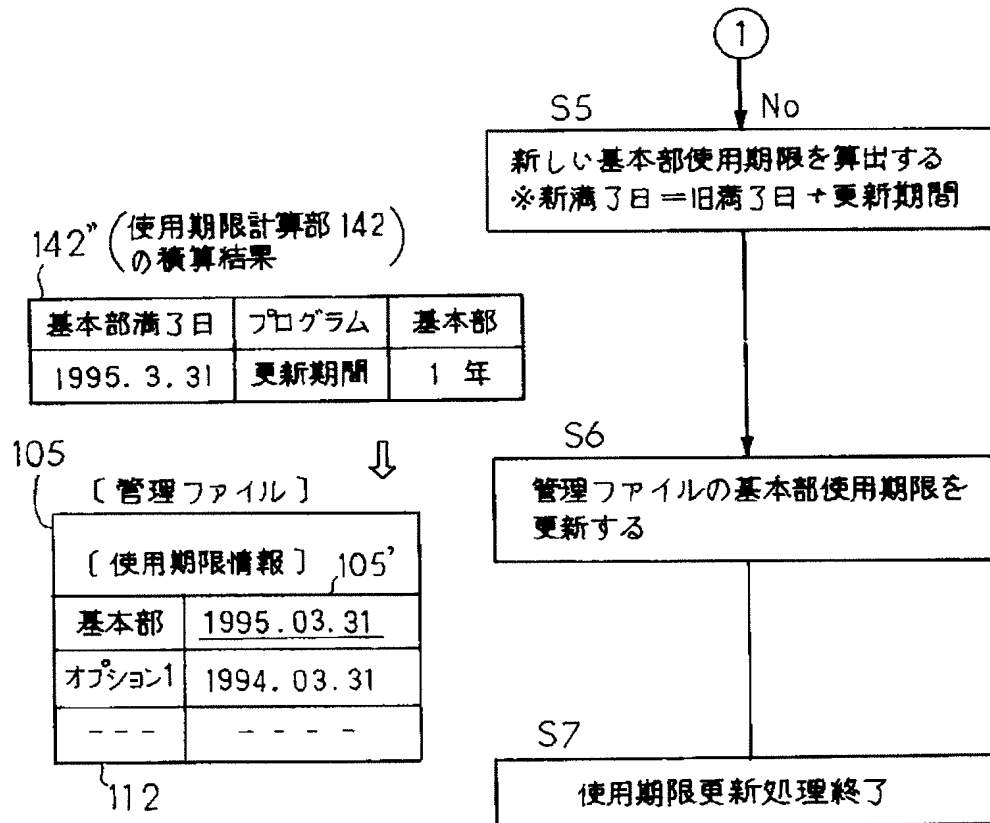 1
No
S5
新しい基本部使用期限を算出する
※新満了日＝旧満了日＋更新期間
142" (使用期限計算部 142
の積算結果)
基本部満了日 プログラム 基本部
1995.3.31 更新期間 1 年
S6
管理ファイルの基本部使用期限を
更新する
105
〔管理ファイル〕
〔使用期限情報〕 105'
基本部 1995.03.31
オプション1 1994.03.31
--- ----
112
S7
使用期限更新処理終了